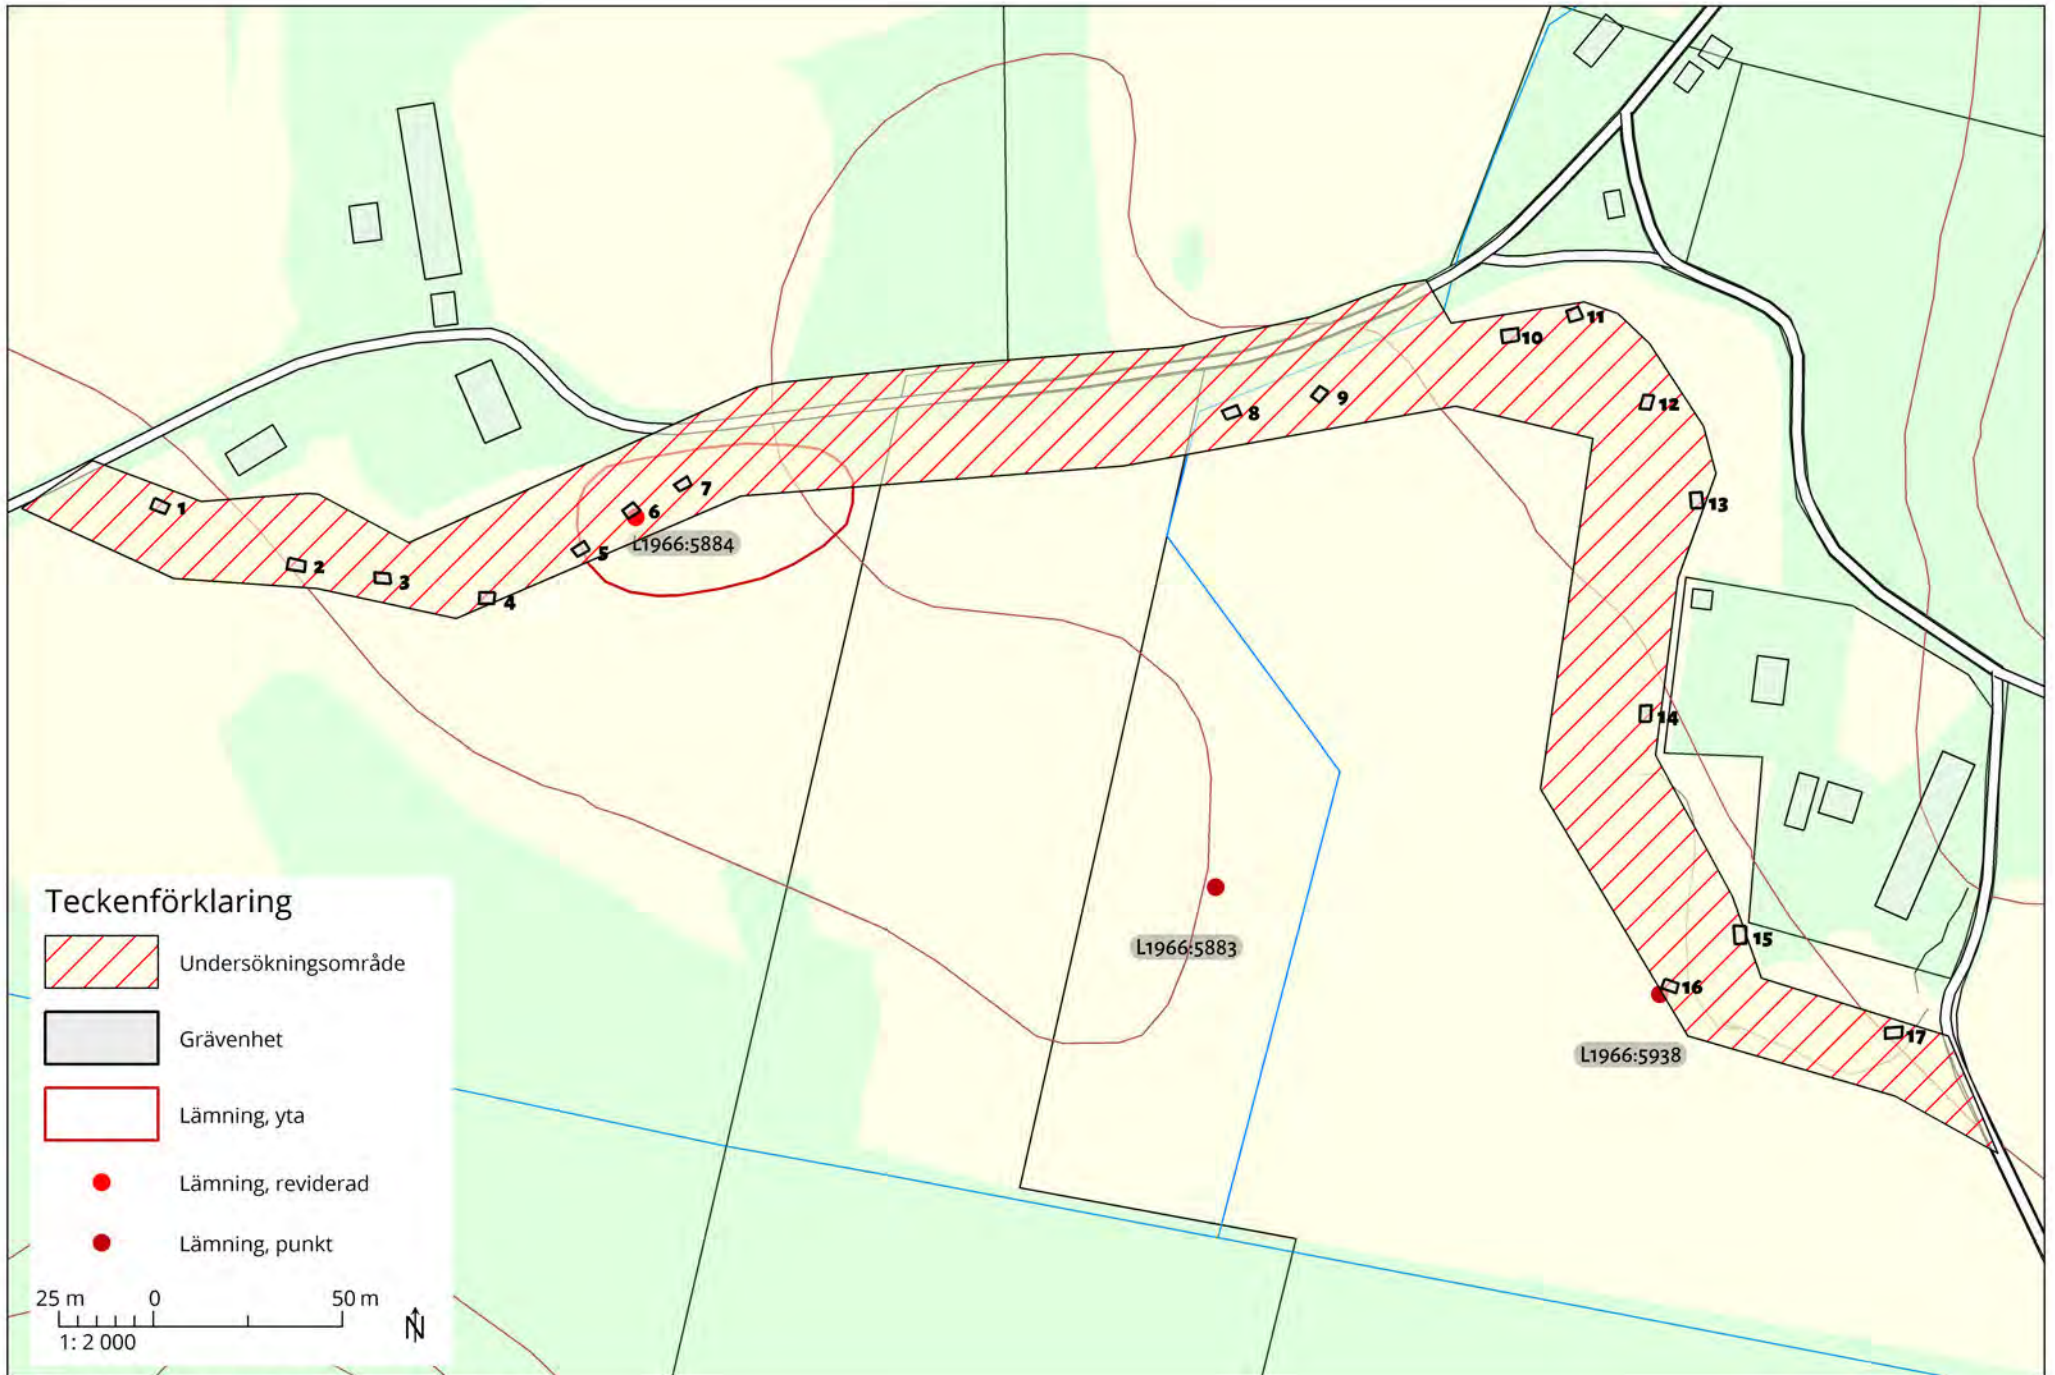 1
2
3
4
5
6
7
8
9
10
11
12
13
14
15
16
17
L1966:5884
L1966:5883
L1966:5938
Teckenförklaring
Undersökningsområde
Grävenhet
Lämning, yta
Lämning, reviderad
Lämning, punkt
25 m 0 50 m
1: 2 000
N